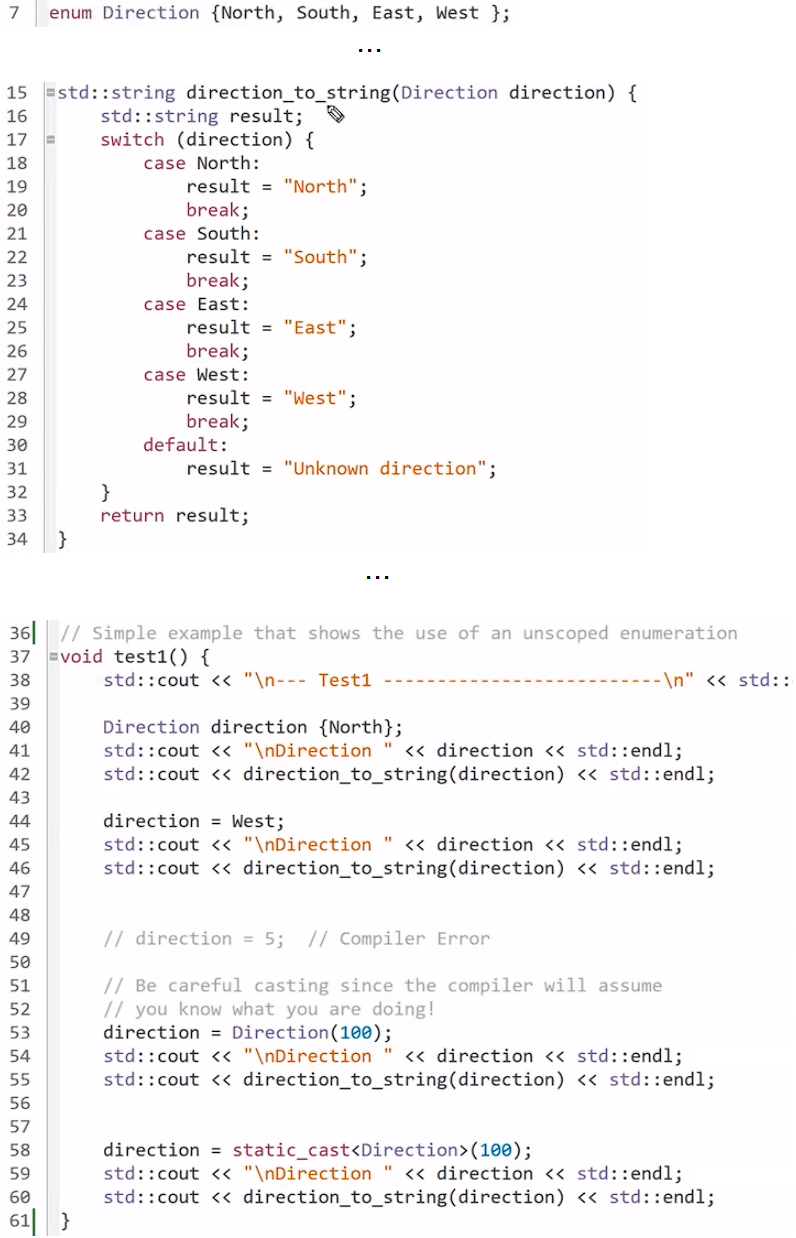 7 enum Direction {North, South, East, West };
...
15 std::string direction_to_string(Direction direction) {
16     std::string result;
17     switch (direction) {
18         case North:
19             result = "North";
20             break;
21         case South:
22             result = "South";
23             break;
24         case East:
25             result = "East";
26             break;
27         case West:
28             result = "West";
29             break;
30         default:
31             result = "Unknown direction";
32     }
33     return result;
34 }
...
36 // Simple example that shows the use of an unscoped enumeration
37 void test1() {
38     std::cout << "\n--- Test1 --------------------------\n" << std::
39
40     Direction direction {North};
41     std::cout << "\nDirection " << direction << std::endl;
42     std::cout << direction_to_string(direction) << std::endl;
43
44     direction = West;
45     std::cout << "\nDirection " << direction << std::endl;
46     std::cout << direction_to_string(direction) << std::endl;
47
48
49     // direction = 5;  // Compiler Error
50
51     // Be careful casting since the compiler will assume
52     // you know what you are doing!
53     direction = Direction(100);
54     std::cout << "\nDirection " << direction << std::endl;
55     std::cout << direction_to_string(direction) << std::endl;
56
57
58     direction = static_cast<Direction>(100);
59     std::cout << "\nDirection " << direction << std::endl;
60     std::cout << direction_to_string(direction) << std::endl;
61 }